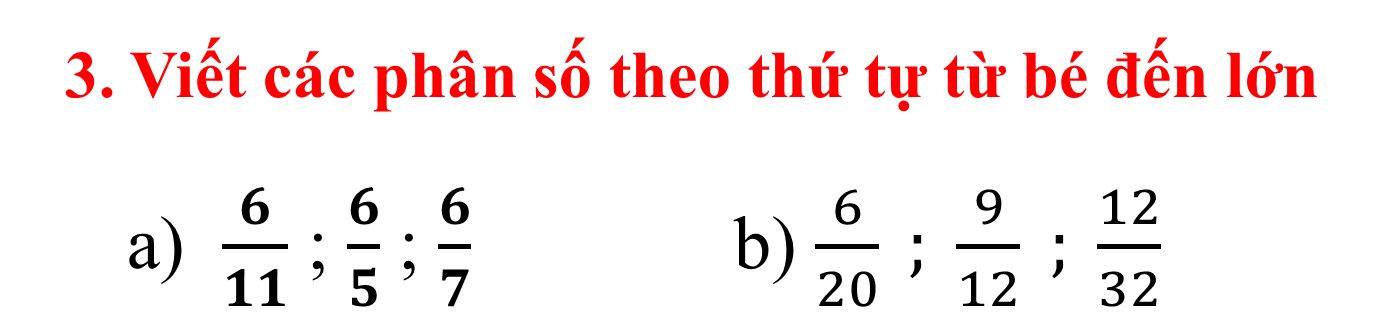 3. Viết các phân số theo thứ tự từ bé đến lớn
a) 6/11 ; 6/5 ; 6/7 b) 6/20 ; 9/12 ; 12/32